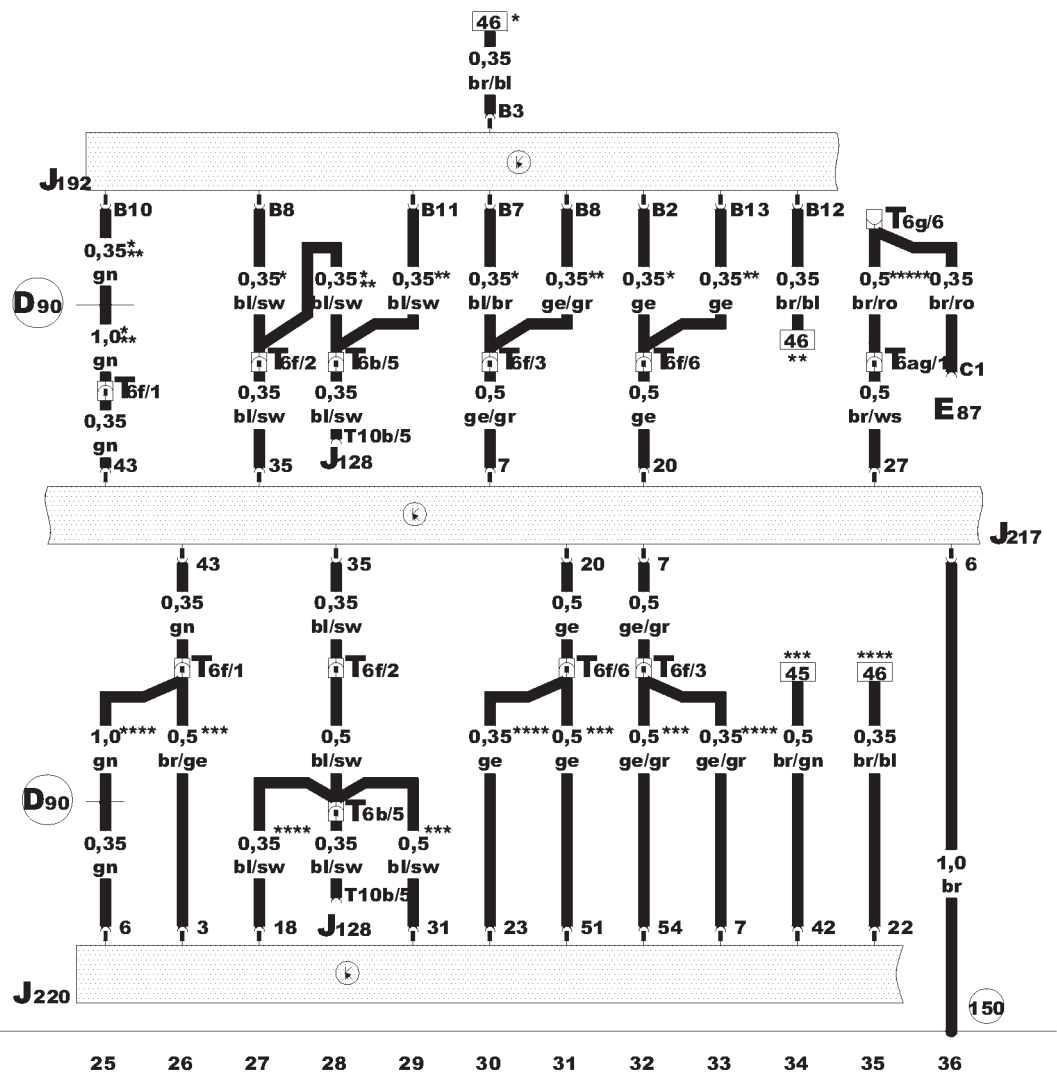 46 *
0,35
br/bl
B3
J192
B10 B8 B11 B7 B8 B2 B13 B12 T6g/6
0,35*** 0,35* 0,35*** 0,35** 0,35* 0,35** 0,35* 0,35** 0,35 0,5***** 0,35
gn bl/sw bl/sw bl/sw bl/br ge/gr ge ge br/bl br/ro br/ro
D90
1,0***
gn
46
**
T6f/2 T6b/5 T6f/3 T6f/6 T6ag/1 C1
T6f/1
0,35 0,35 0,5 0,5 0,5
bl/sw bl/sw ge/gr ge br/ws
E87
0,35
gn
T10b/5
J128
43 35 7 20 27
J217
43 35 20 7 6
0,35 0,35 0,5 0,5
gn bl/sw ge ge/gr
*** ****
45 46
T6f/1 T6f/2 T6f/6 T6f/3
1,0**** 0,5 *** 0,5 0,35**** 0,5 *** 0,5 *** 0,35**** 0,5 0,35
gn br/ge bl/sw ge ge ge/gr ge/gr br/gn br/bl
D90
T6b/5
0,35 0,35 **** 0,35 0,5 ***
gn bl/sw bl/sw bl/sw
1,0
br
T10b/5
J128
6 3 18 31 23 51 54 7 42 22
J220
150
25 26 27 28 29 30 31 32 33 34 35 36